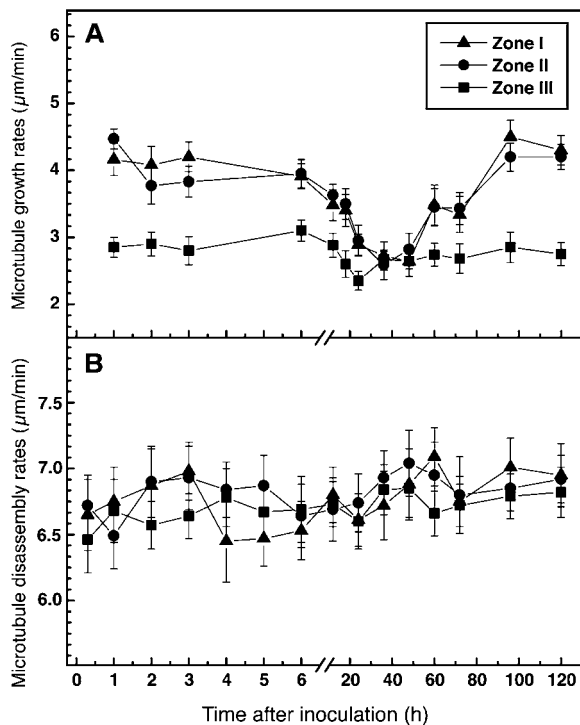 A
Zone I
Zone II
Zone III
Microtubule growth rates (μm/min)
6
5
4
3
2
B
Microtubule disassembly rates (μm/min)
7.5
7.0
6.5
6.0
0 1 2 3 4 5 6 20 40 60 80 100 120
Time after inoculation (h)